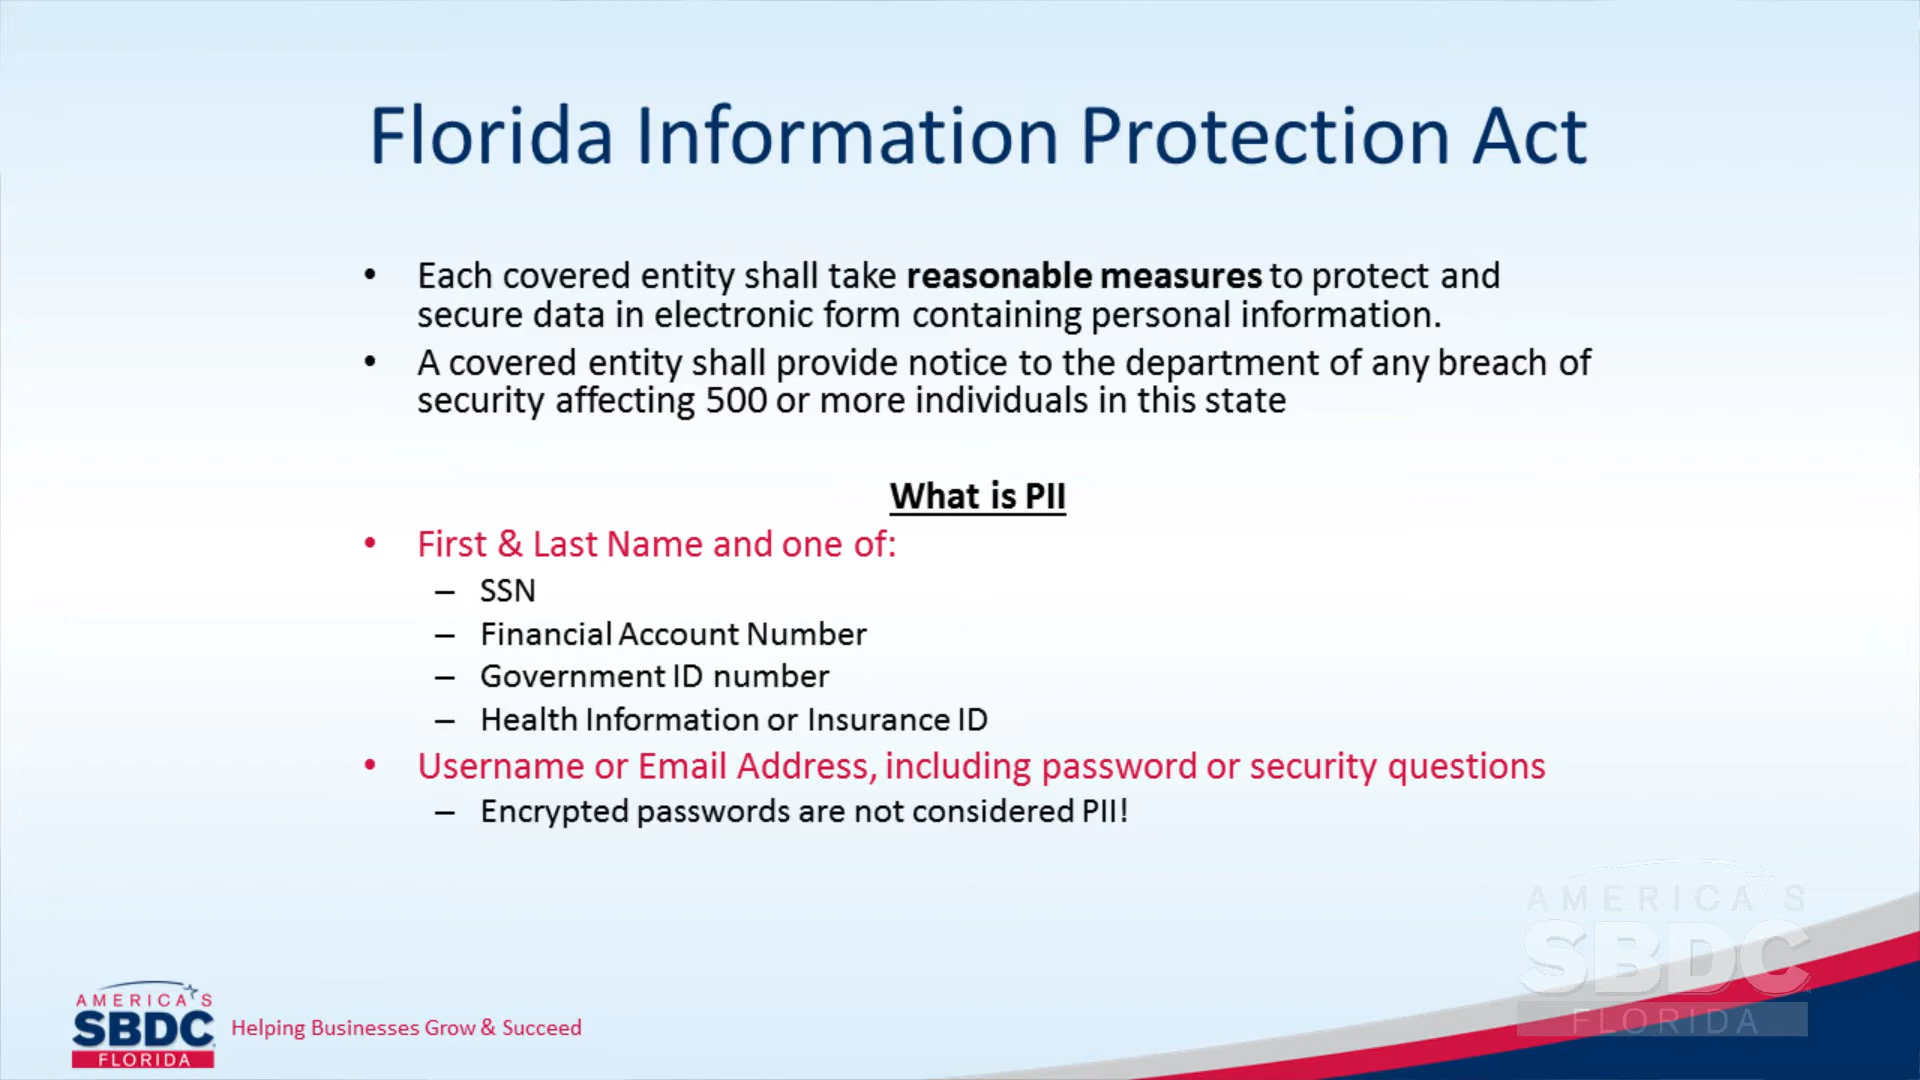 Florida Information Protection Act
• Each covered entity shall take reasonable measures to protect and
secure data in electronic form containing personal information.
• A covered entity shall provide notice to the department of any breach of
security affecting 500 or more individuals in this state
What is PII
• First & Last Name and one of:
– SSN
– Financial Account Number
– Government ID number
– Health Information or Insurance ID
• Username or Email Address, including password or security questions
– Encrypted passwords are not considered PII!
AMERICA'S
SBDC
FLORIDA
Helping Businesses Grow & Succeed
AMERICA'S
SBDC
FLORIDA